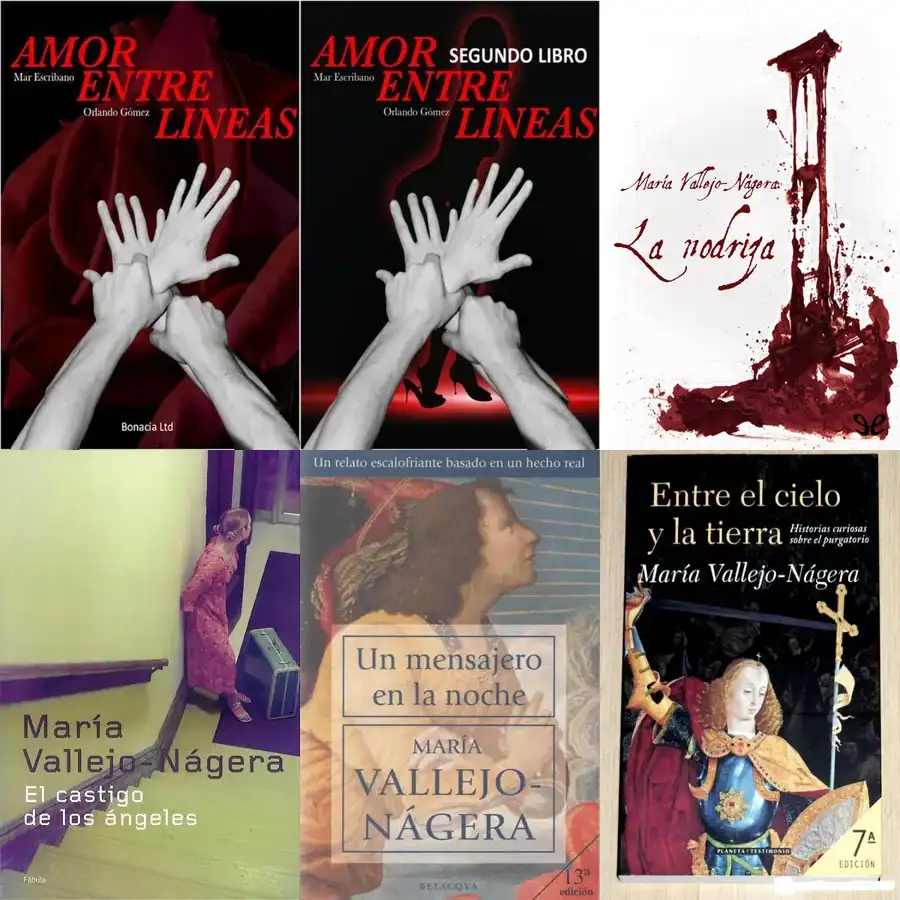 AMOR
Mar Escribano
ENTRE
Orlando Gómez
LINEAS
Bonacía Ltd
AMOR
SEGUNDO LIBRO
Mar Escribano
ENTRE
Orlando Gómez
LINEAS
María Vallejo-Nágera
La nodriza
María
Vallejo-Nágera
El castigo
de los ángeles
Fábula
Un relato escalofriante basado en un hecho real
Un mensajero
en la noche
MARÍA
VALLEJO-
NÁGERA
BELACQVA
13ª
edición
Entre el cielo
y la tierra
Historias curiosas
sobre el purgatorio
María Vallejo-Nágera
PLANETA TESTIMONIO
7ª
EDICIÓN